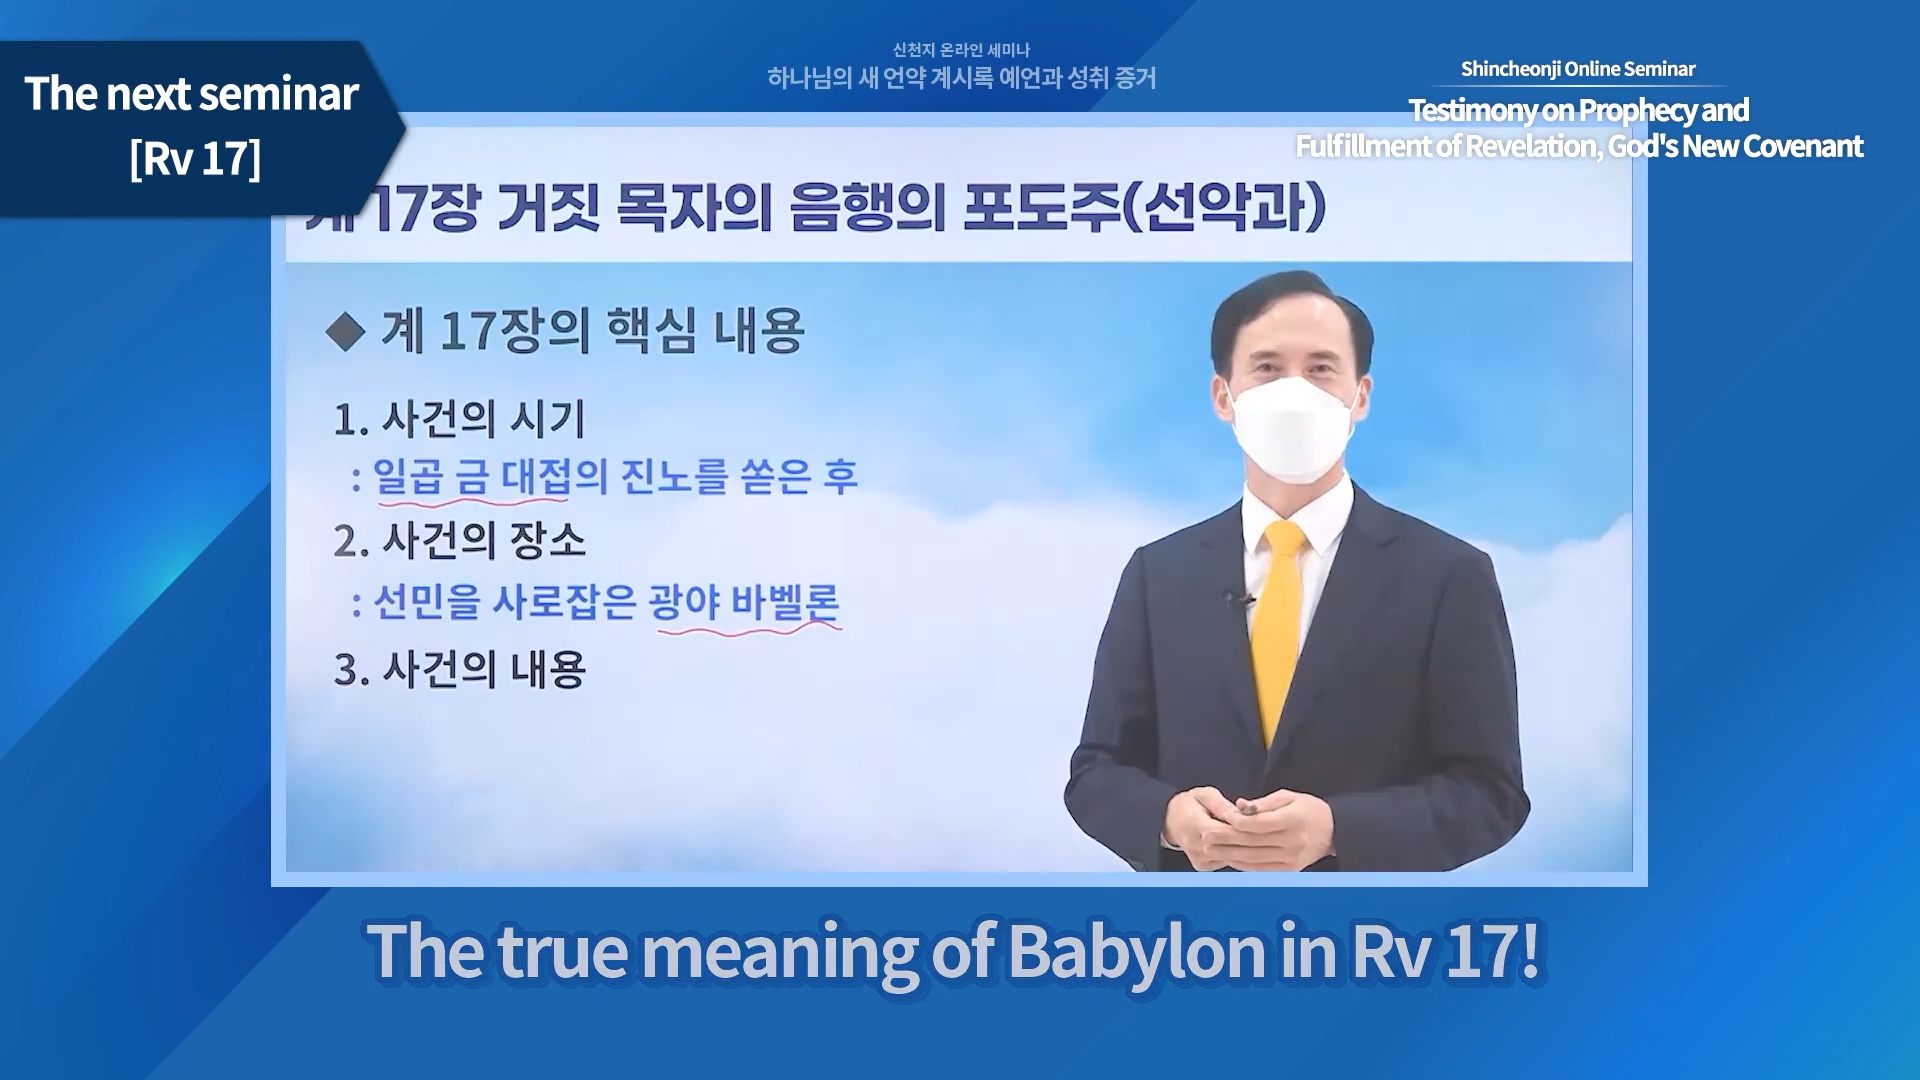 The next seminar
[Rv 17]
신천지 온라인 세미나
하나님의 새 언약 계시록 예언과 성취 증거
Shincheonji Online Seminar
Testimony on Prophecy and
Fulfillment of Revelation, God's New Covenant
계 17장 거짓 목자의 음행의 포도주(선악과)
◆ 계 17장의 핵심 내용
1. 사건의 시기
: 일곱 금 대접의 진노를 쏟은 후
2. 사건의 장소
: 선민을 사로잡은 광야 바벨론
3. 사건의 내용
The true meaning of Babylon in Rv 17!